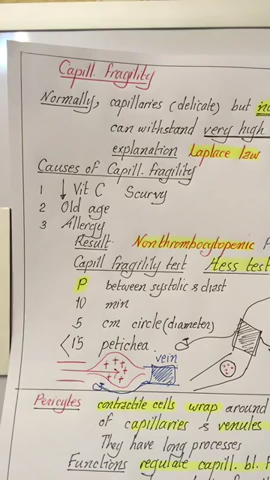 Capill. fragility
Normally, capillaries (delicate) but
can withstand very high
explanation Laplace law
Causes of Capill. fragility
1 ↓ Vit C Scurvy
2 Old age
3 Allergy
Result Nonthrombocytopenic
Capill fragility test Hess test
P between systolic & diast
10 min
5 cm circle (diameter)
<15 petichea
vein
Pericytes contractile cells wrap around
of capillaries & venules
They have long processes
Functions regulate capill. bl.